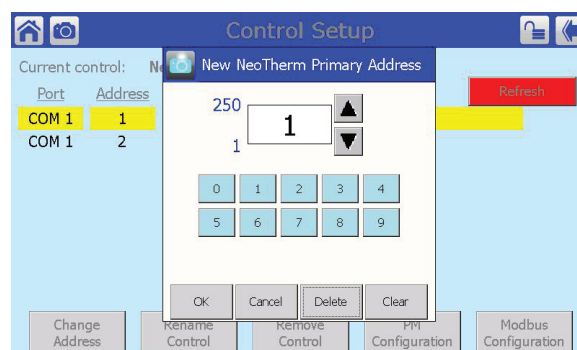 Control Setup
New NeoTherm Primary Address
Current control:
Port Address
Refresh
COM 1 1
COM 1 2
250
1
1
0 1 2 3 4
5 6 7 8 9
OK Cancel Delete Clear
Change Address
Rename Control
Remove Control
PM Configuration
Modbus Configuration